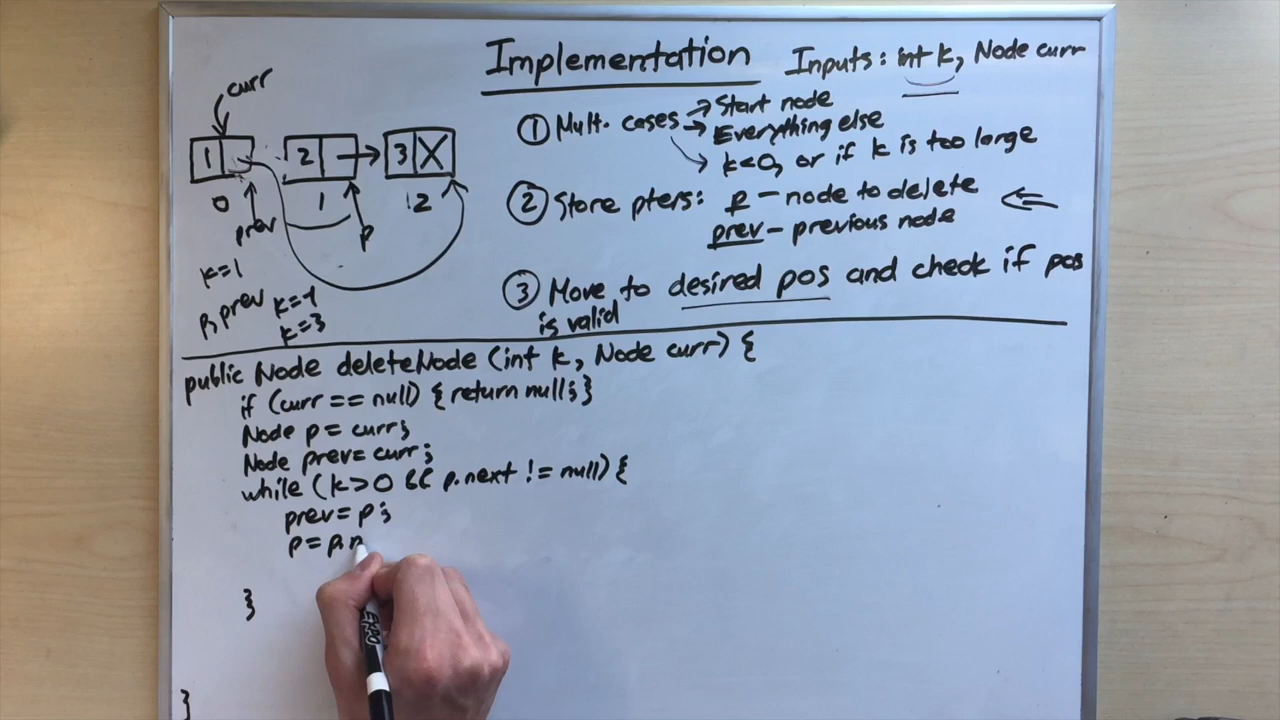 Implementation
Inputs: int k, Node curr
① Mult. cases → Start node
→ Everything else
→ k<0, or if k is too large
② Store pters: p – node to delete
prev – previous node
③ Move to desired pos and check if pos
is valid
curr
1 2 3
0 1 2
prev p
k=1
p, prev k=-1
k=3
public Node deleteNode (int k, Node curr) {
if (curr == null) { return null; }
Node p = curr;
Node prev = curr;
while (k>0 && p.next != null) {
prev = p;
p = p.n
}
}
EXPO